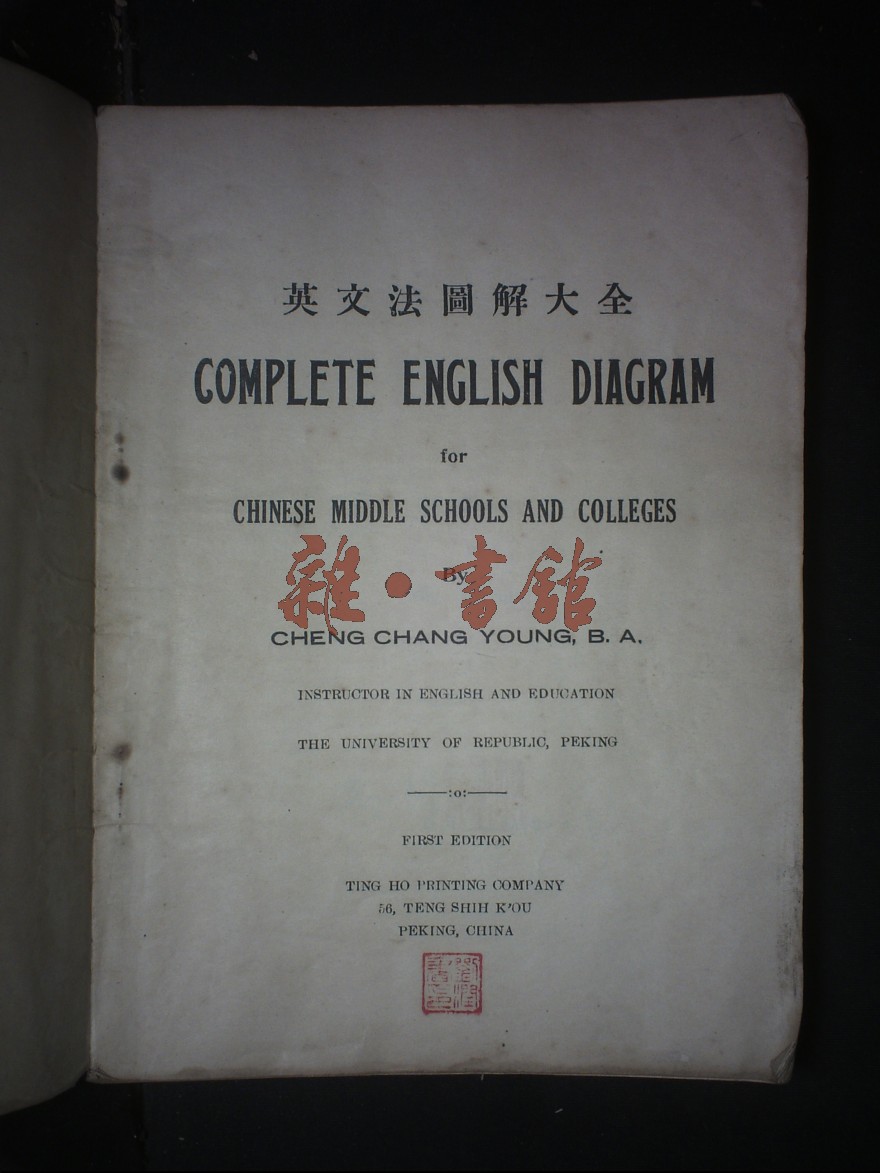 英文法圖解大全
COMPLETE ENGLISH DIAGRAM
for
CHINESE MIDDLE SCHOOLS AND COLLEGES
By
雜·書館
CHENG CHANG YOUNG, B. A.
INSTRUCTOR IN ENGLISH AND EDUCATION
THE UNIVERSITY OF REPUBLIC, PEKING
:o:
FIRST EDITION
TING HO PRINTING COMPANY
56, TENG SHIH K'OU
PEKING, CHINA